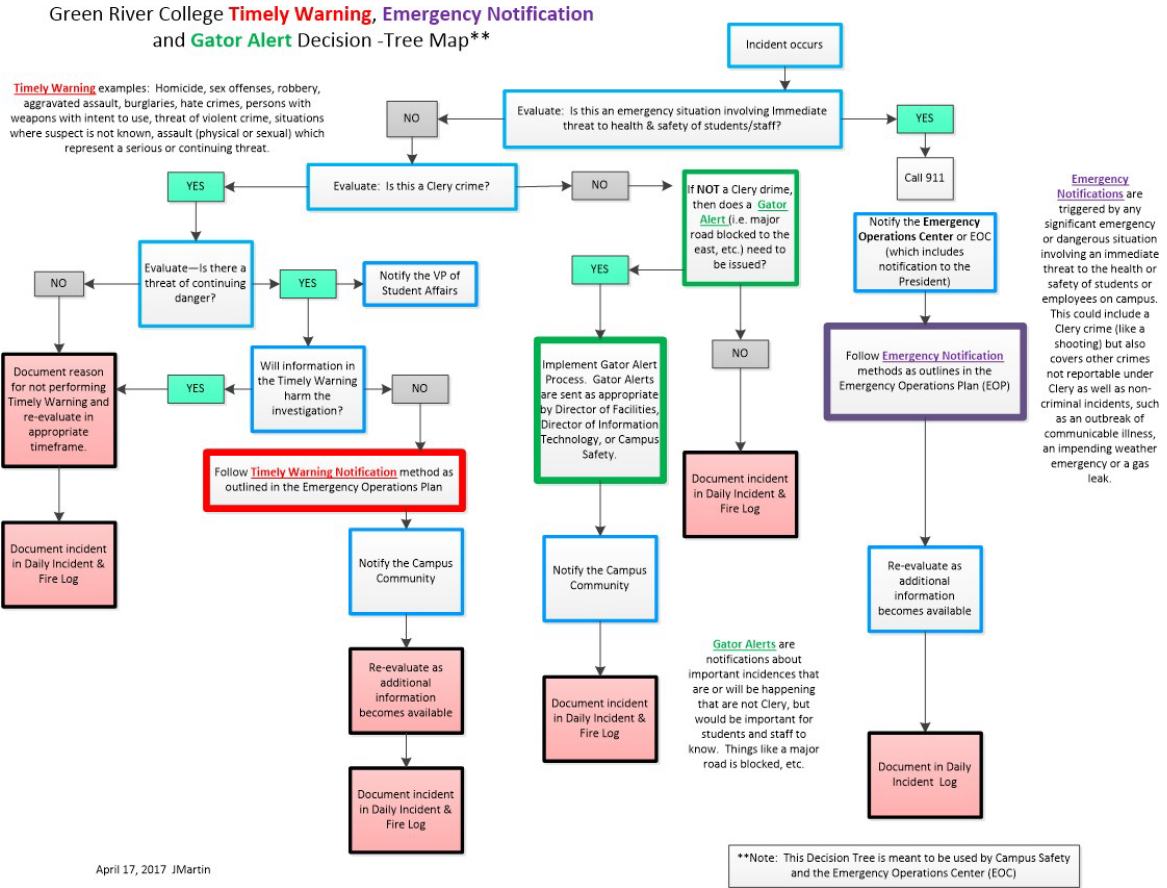 Green River College Timely Warning, Emergency Notification
and Gator Alert Decision -Tree Map**
Incident occurs
Timely Warning examples: Homicide, sex offenses, robbery,
aggravated assault, burglaries, hate crimes, persons with
weapons with intent to use, threat of violent crime, situations
where suspect is not known, assault (physical or sexual) which
represent a serious or continuing threat.
NO
Evaluate: Is this an emergency situation involving Immediate
threat to health & safety of students/staff?
YES
Call 911
YES
Evaluate: Is this a Clery crime?
NO
If NOT a Clery drime,
then does a Gator
Alert (i.e. major
road blocked to the
east, etc.) need to
be issued?
Notify the Emergency
Operations Center or EOC
(which includes
notification to the
President)
Emergency
Notifications are
triggered by any
significant emergency
or dangerous situation
involving an immediate
threat to the health or
safety of students or
employees on campus.
This could include a
Clery crime (like a
shooting) but also
covers other crimes
not reportable under
Clery as well as non-
criminal incidents, such
as an outbreak of
communicable illness,
an impending weather
emergency or a gas
leak.
NO
Evaluate—Is there a
threat of continuing
danger?
YES
Notify the VP of
Student Affairs
YES
NO
Document reason
for not performing
Timely Warning and
re-evaluate in
appropriate
timeframe.
YES
Will information in
the Timely Warning
harm the
investigation?
NO
Implement Gator Alert
Process. Gator Alerts
are sent as appropriate
by Director of Facilities,
Director of Information
Technology, or Campus
Safety.
Follow Emergency Notification
methods as outlines in the
Emergency Operations Plan (EOP)
Follow Timely Warning Notification method as
outlined in the Emergency Operations Plan
Document incident
in Daily Incident &
Fire Log
Document incident
in Daily Incident &
Fire Log
Notify the Campus
Community
Notify the Campus
Community
Re-evaluate as
additional
information
becomes available
Re-evaluate as
additional
information
becomes available
Document incident
in Daily Incident &
Fire Log
Gator Alerts are
notifications about
important incidences that
are or will be happening
that are not Clery, but
would be important for
students and staff to
know. Things like a major
road is blocked, etc.
Document in Daily
Incident Log
Document incident
in Daily Incident &
Fire Log
April 17, 2017 JMartin
**Note: This Decision Tree is meant to be used by Campus Safety
and the Emergency Operations Center (EOC)